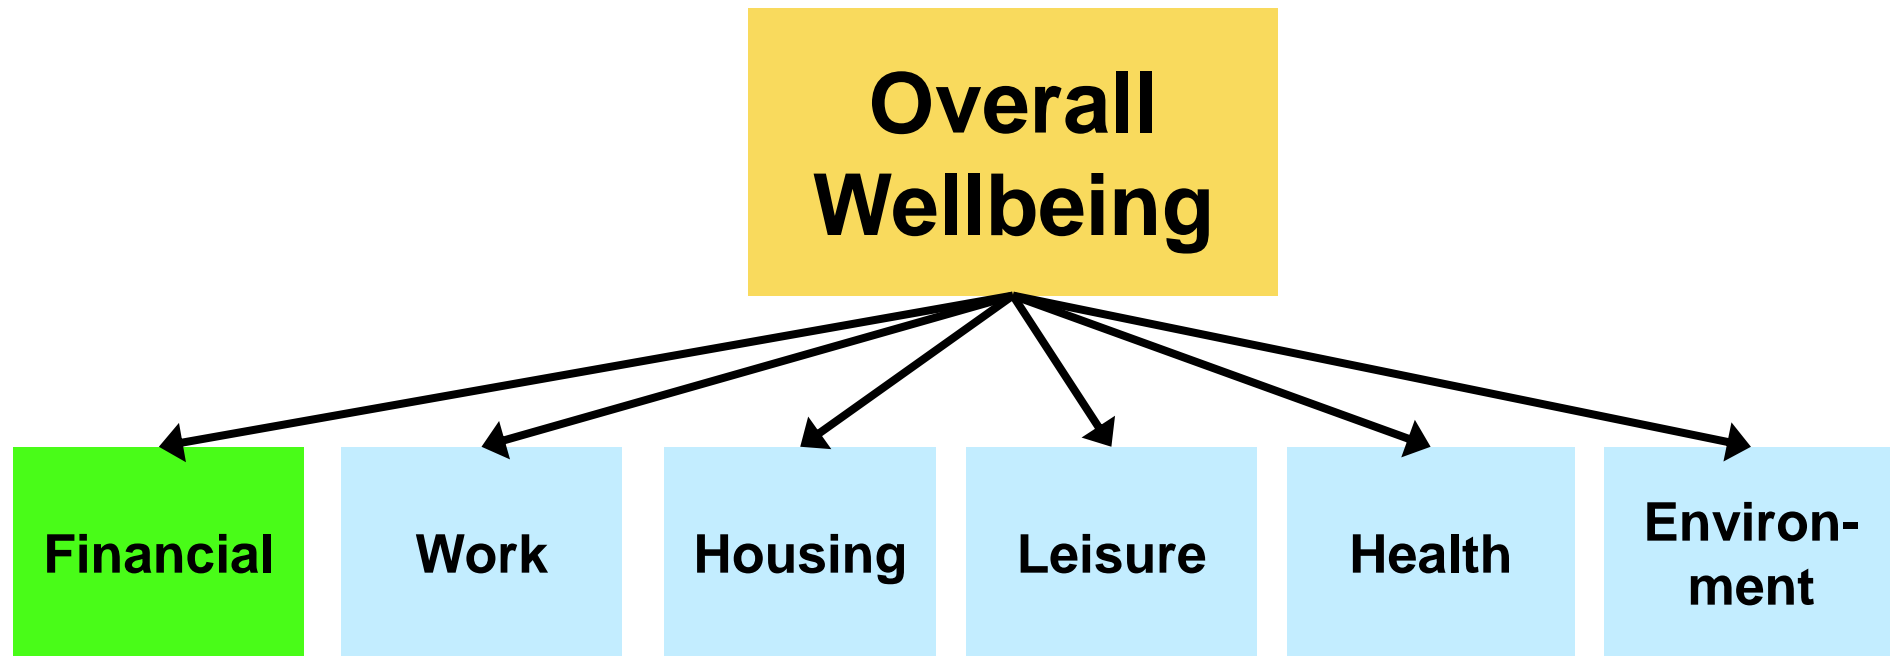 Overall
Wellbeing
Financial
Work
Housing
Leisure
Health
Environ-
ment